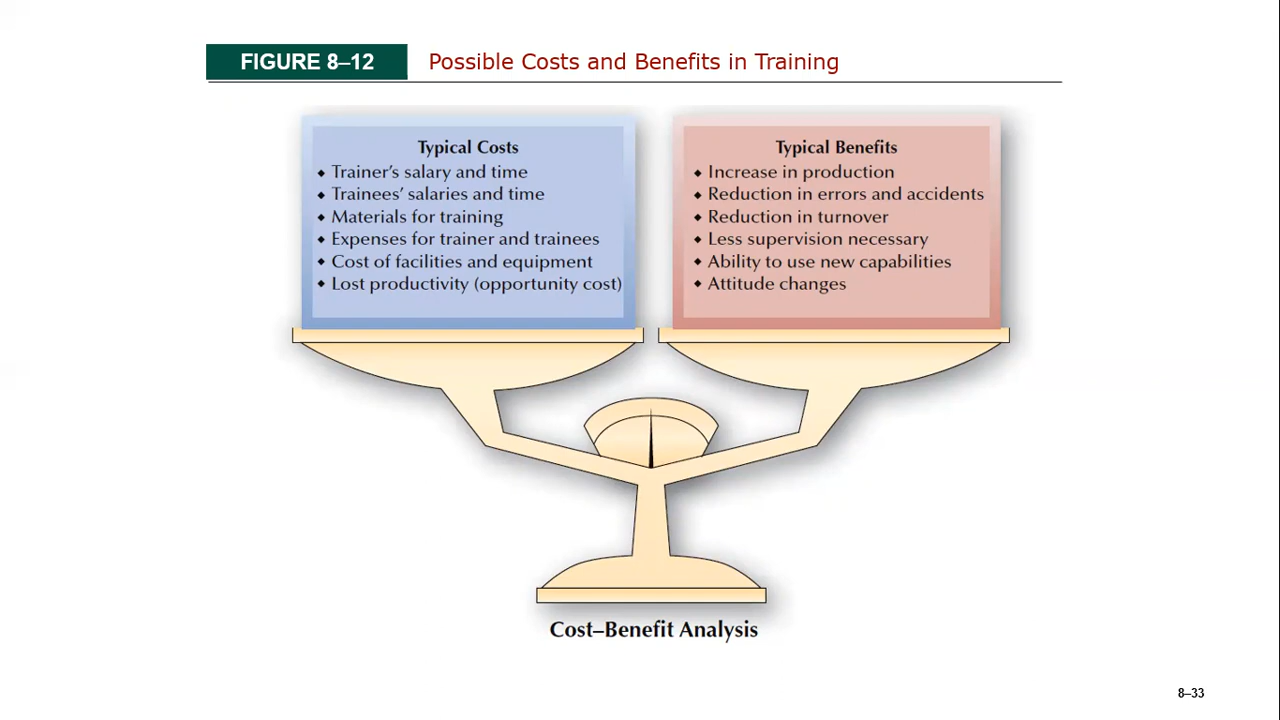 FIGURE 8–12
Possible Costs and Benefits in Training
Typical Costs
◆ Trainer’s salary and time
◆ Trainees’ salaries and time
◆ Materials for training
◆ Expenses for trainer and trainees
◆ Cost of facilities and equipment
◆ Lost productivity (opportunity cost)
Typical Benefits
◆ Increase in production
◆ Reduction in errors and accidents
◆ Reduction in turnover
◆ Less supervision necessary
◆ Ability to use new capabilities
◆ Attitude changes
Cost–Benefit Analysis
8–33